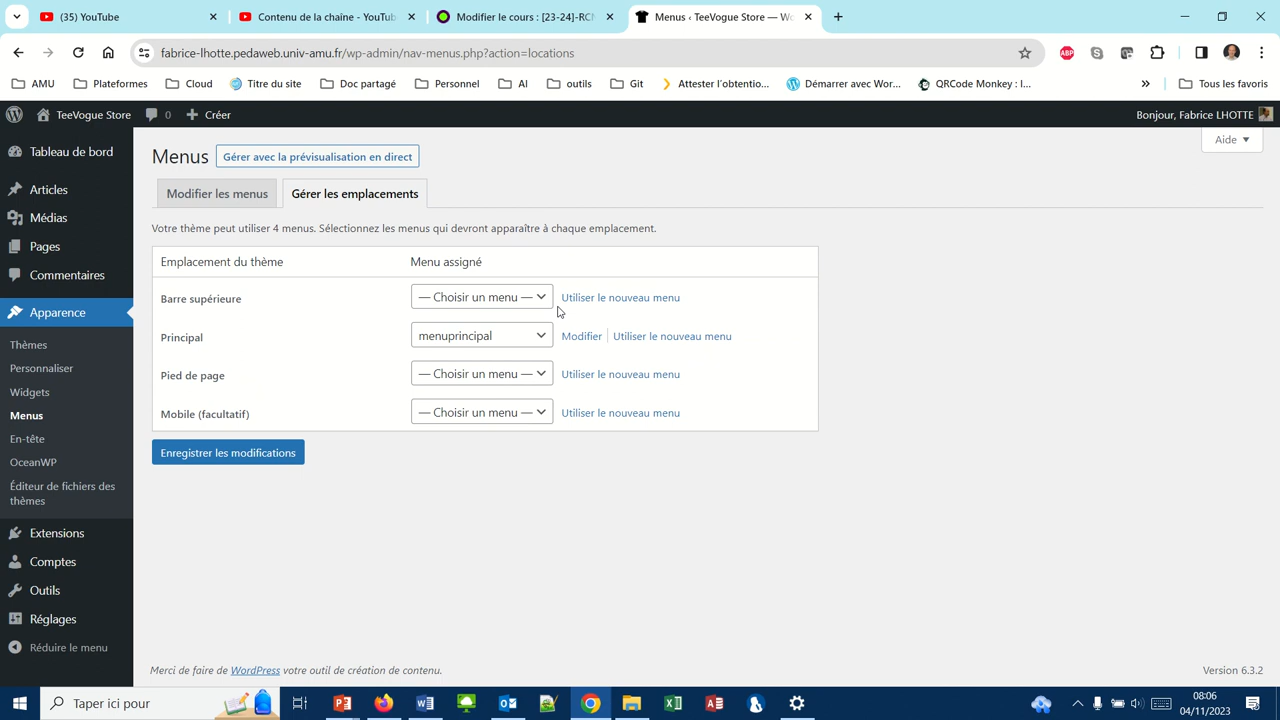 (35) YouTube
Contenu de la chaine - YouTub
Modifier le cours : [23-24]-RCN
Menus ‹ TeeVogue Store — Wo
fabrice-lhotte.pedaweb.univ-amu.fr/wp-admin/nav-menus.php?action=locations
ABP
AMU
Plateformes
Cloud
Titre du site
Doc partagé
Personnel
AI
outils
Git
Attester l'obtentio...
Démarrer avec Wor...
QRCode Monkey : l...
»
Tous les favoris
TeeVogue Store
0
Créer
Bonjour, Fabrice LHOTTE
Aide
Tableau de bord
Articles
Médias
Pages
Commentaires
Apparence
Thèmes
Personnaliser
Widgets
Menus
En-tête
OceanWP
Éditeur de fichiers des
thèmes
Extensions
Comptes
Outils
Réglages
Réduire le menu
Menus
Gérer avec la prévisualisation en direct
Modifier les menus
Gérer les emplacements
Votre thème peut utiliser 4 menus. Sélectionnez les menus qui devront apparaître à chaque emplacement.
Emplacement du thème
Menu assigné
Barre supérieure
— Choisir un menu —
Utiliser le nouveau menu
Principal
menuprincipal
Modifier
Utiliser le nouveau menu
Pied de page
— Choisir un menu —
Utiliser le nouveau menu
Mobile (facultatif)
— Choisir un menu —
Utiliser le nouveau menu
Enregistrer les modifications
Merci de faire de WordPress votre outil de création de contenu.
Version 6.3.2
Taper ici pour
08:06
04/11/2023